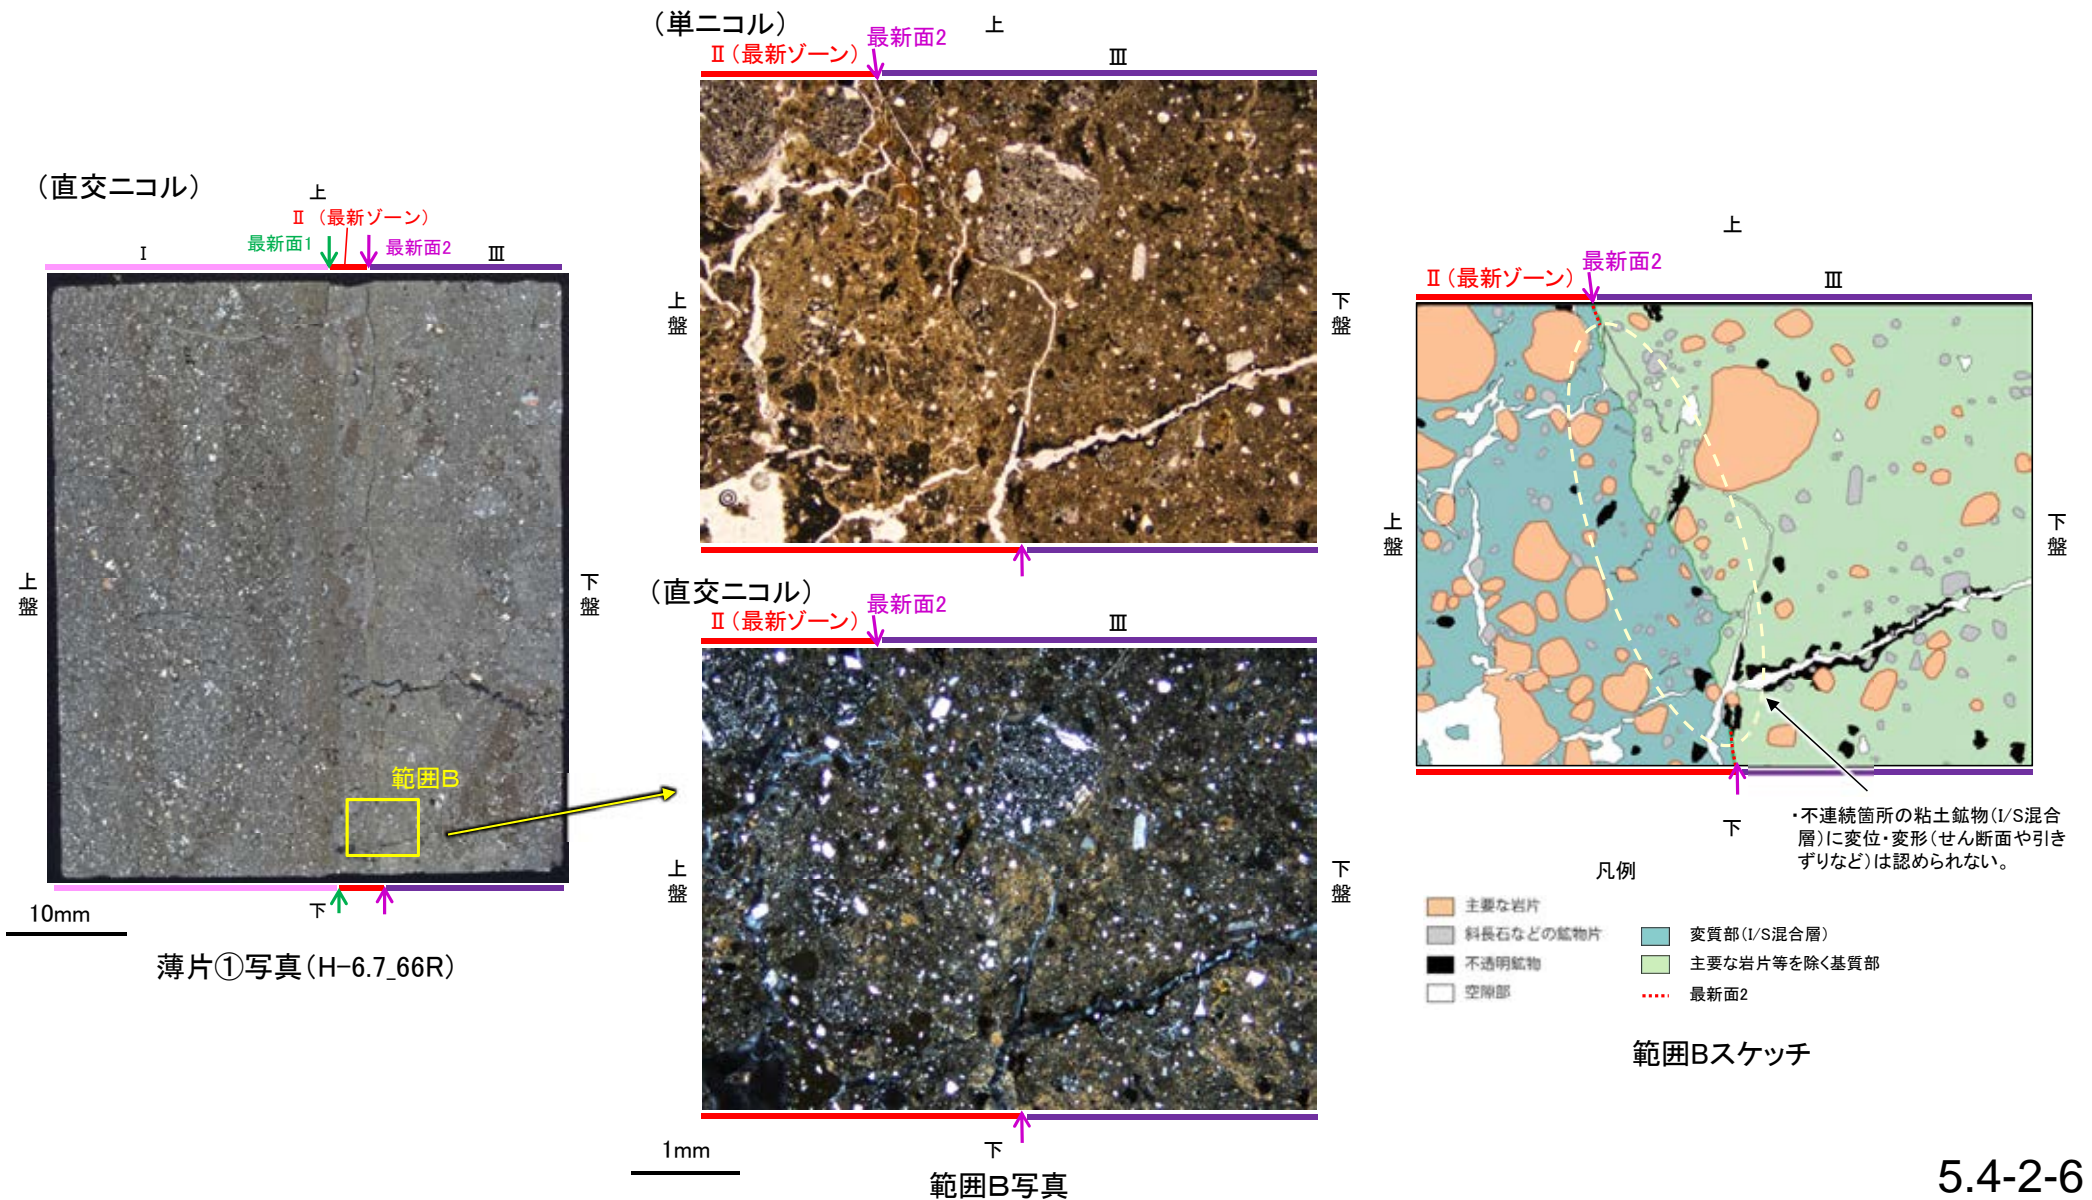 (直交ニコル)
上
Ⅱ (最新ゾーン)
最新面1
最新面2
Ⅰ
Ⅲ
上盤
下盤
範囲B
10mm
下
薄片①写真(H-6.7_66R)
(単ニコル)
上
Ⅱ(最新ゾーン)
最新面2
Ⅲ
上盤
下盤
(直交ニコル)
Ⅱ(最新ゾーン)
最新面2
Ⅲ
上盤
下盤
1mm
下
範囲B写真
上
Ⅱ(最新ゾーン)
最新面2
Ⅲ
上盤
下盤
下
・不連続箇所の粘土鉱物(I/S混合
層)に変位・変形(せん断面や引き
ずりなど)は認められない。
凡例
主要な岩片
斜長石などの鉱物片
不透明鉱物
空隙部
変質部(I/S混合層)
主要な岩片等を除く基質部
最新面2
範囲Bスケッチ
5.4-2-6